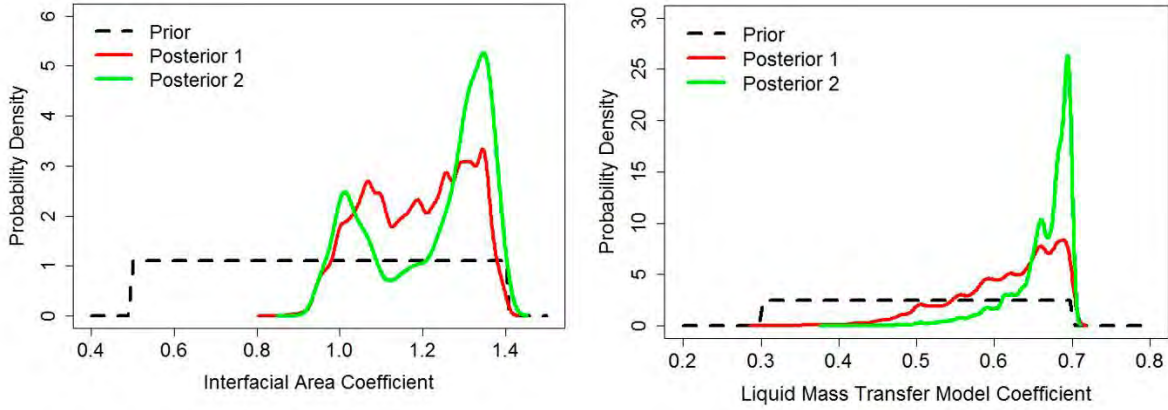 Probability Density
6
5
4
3
2
1
0
Prior
Posterior 1
Posterior 2
0.4 0.6 0.8 1.0 1.2 1.4
Interfacial Area Coefficient
Probability Density
30
25
20
15
10
5
0
Prior
Posterior 1
Posterior 2
0.2 0.3 0.4 0.5 0.6 0.7 0.8
Liquid Mass Transfer Model Coefficient